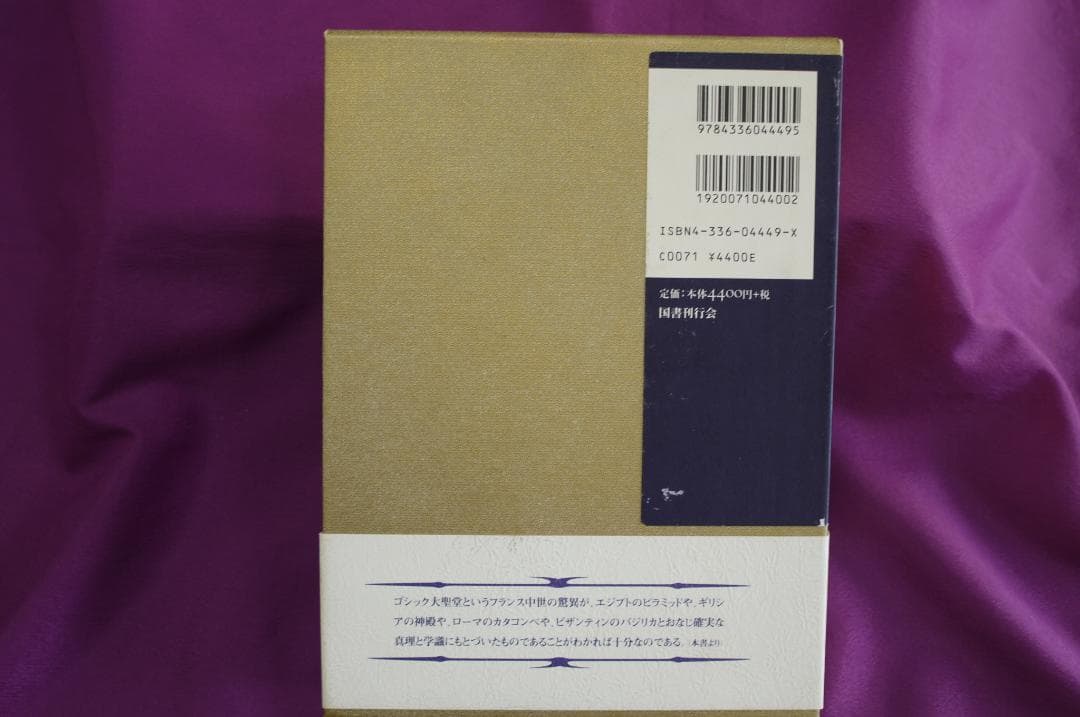 9784336044495
1920071044002
ISBN4-336-04449-X
C0071 ¥4400E
定価：本体4400円+税
国書刊行会
ゴシック大聖堂というフランス中世の驚異が、エジプトのピラミッドや、ギリシ
アの神殿や、ローマのカタコンベや、ビザンティンのバジリカとおなじ確実な
真理と学識にもとづいたものであることがわかれば十分なのである。（本書より）